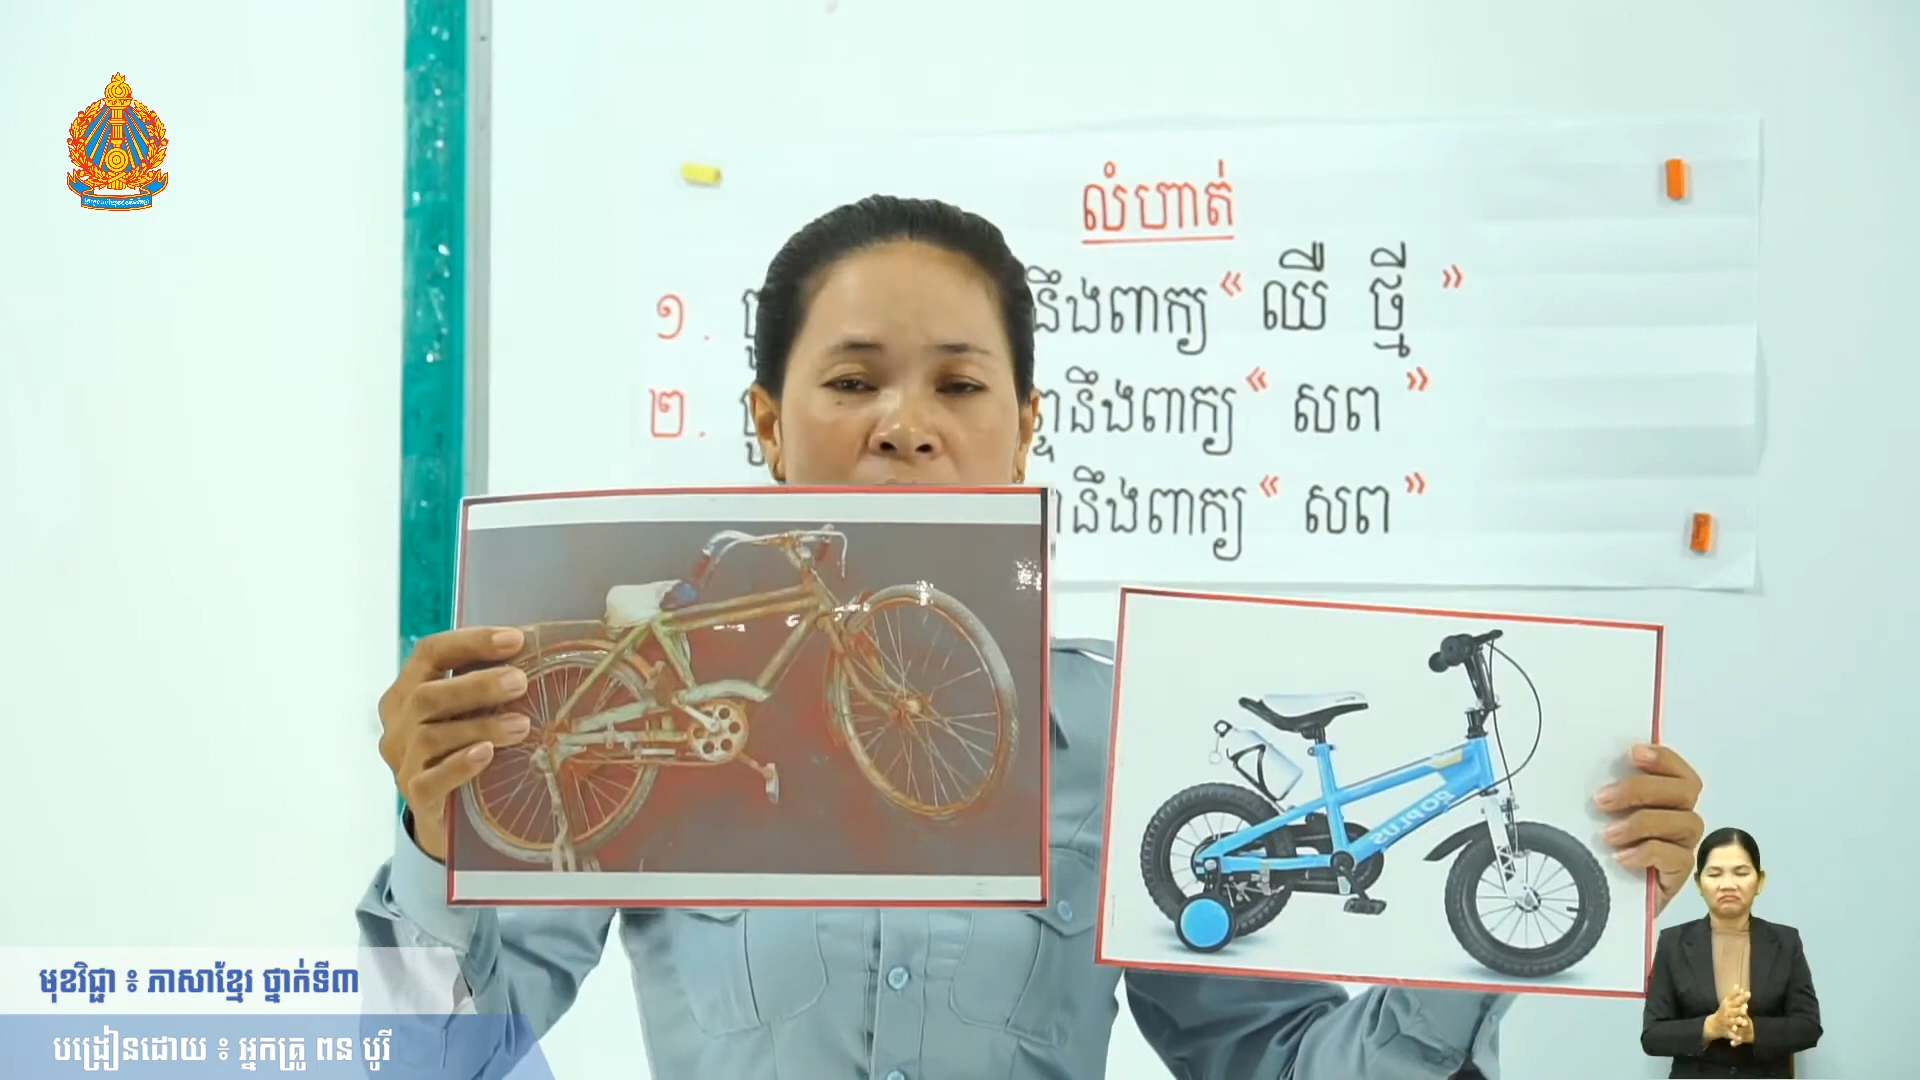 លំហាត់
១. នឹងពាក្យ « ឈឺ ថ្មី »
២. នឹងពាក្យ « សព »
នឹងពាក្យ « សព »
POPPLUS
មុខវិជ្ជា ៖ ភាសាខ្មែរ ថ្នាក់ទី៣
បង្រៀនដោយ ៖ អ្នកគ្រូ ពន បូរី